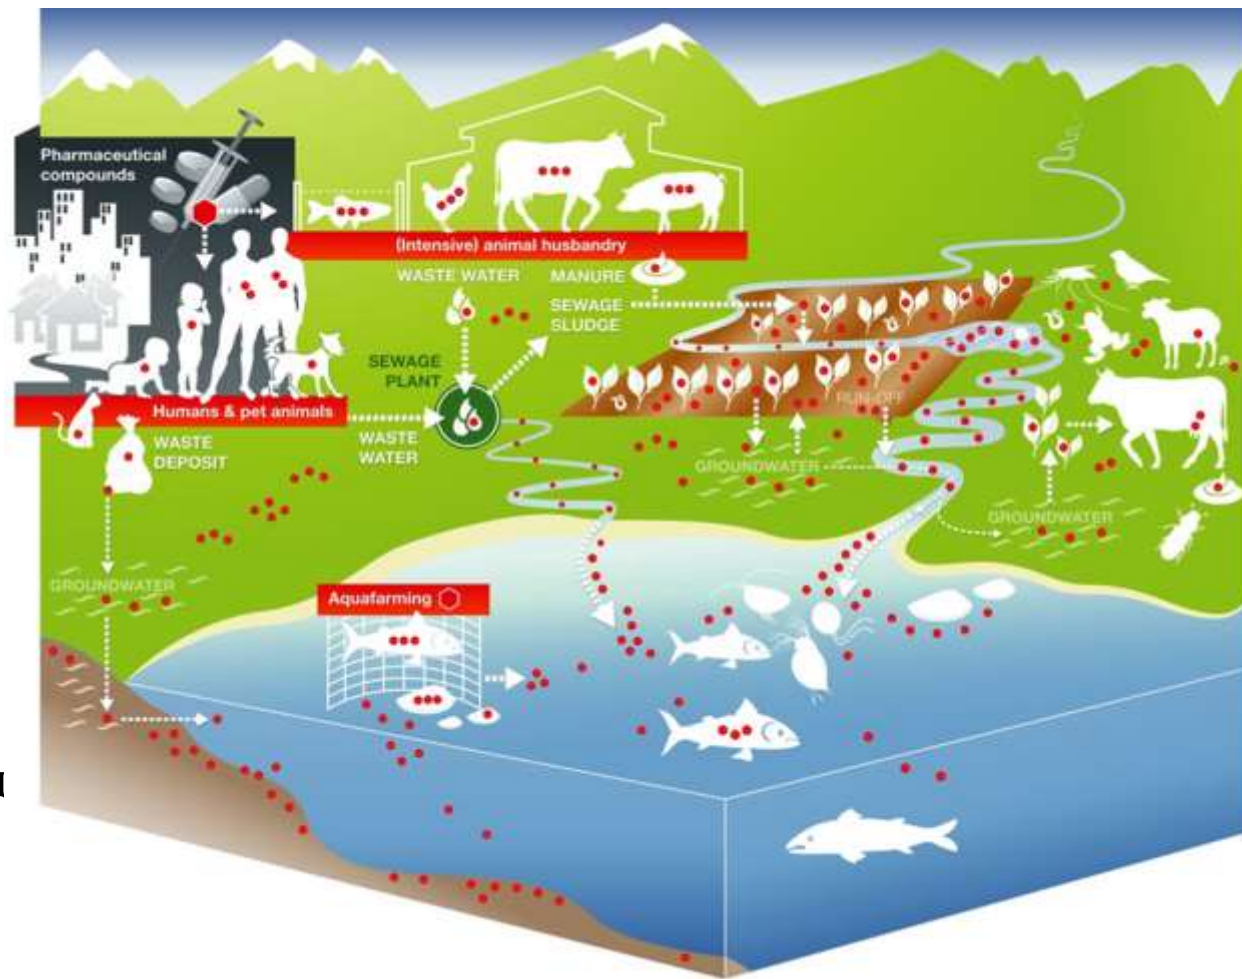 Pharmaceutical
compounds
(Intensive) animal husbandry
WASTE WATER
MANURE
SEWAGE
SLUDGE
SEWAGE
PLANT
RUN-OFF
Humans & pet animals
WASTE
DEPOSIT
WASTE
WATER
GROUNDWATER
GROUNDWATER
GROUNDWATER
Aquafarming